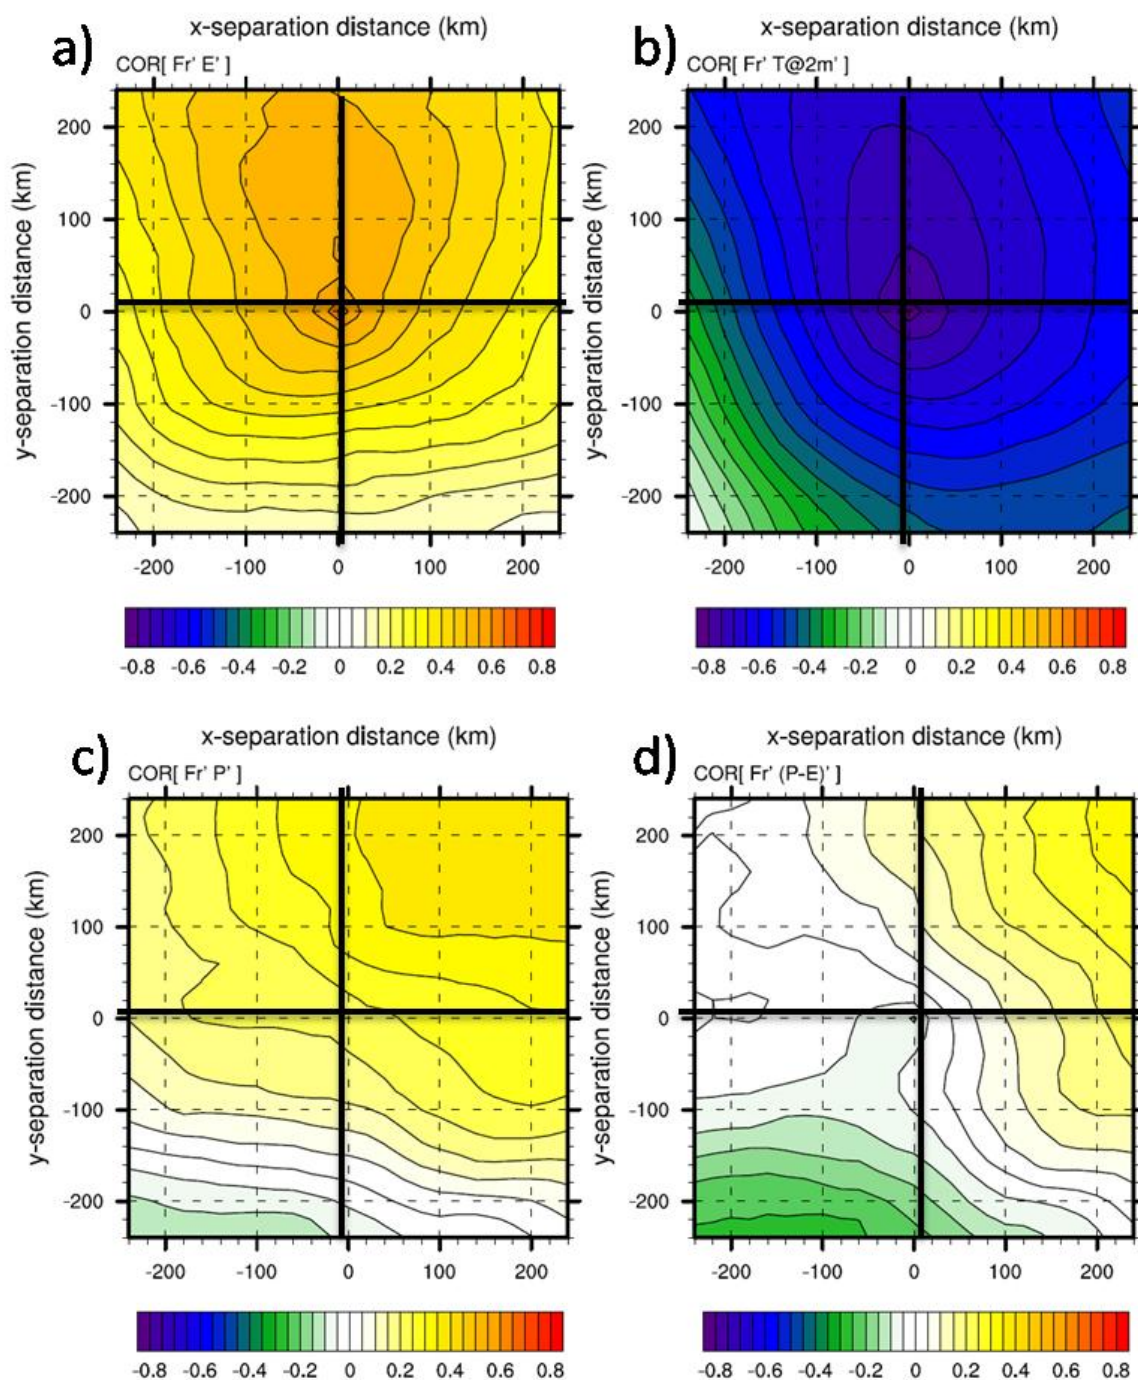 x-separation distance (km)
x-separation distance (km)
a)
b)
COR[ Fr' E' ]
COR[ Fr' T@2m' ]
y-separation distance (km)
200
100
0
-100
-200
y-separation distance (km)
200
100
0
-100
-200
-200 -100 0 100 200
-200 -100 0 100 200
-0.8 -0.6 -0.4 -0.2 0 0.2 0.4 0.6 0.8
-0.8 -0.6 -0.4 -0.2 0 0.2 0.4 0.6 0.8
x-separation distance (km)
x-separation distance (km)
c)
d)
COR[ Fr' P' ]
COR[ Fr' (P-E)' ]
y-separation distance (km)
200
100
0
-100
-200
y-separation distance (km)
200
100
0
-100
-200
-200 -100 0 100 200
-200 -100 0 100 200
-0.8 -0.6 -0.4 -0.2 0 0.2 0.4 0.6 0.8
-0.8 -0.6 -0.4 -0.2 0 0.2 0.4 0.6 0.8